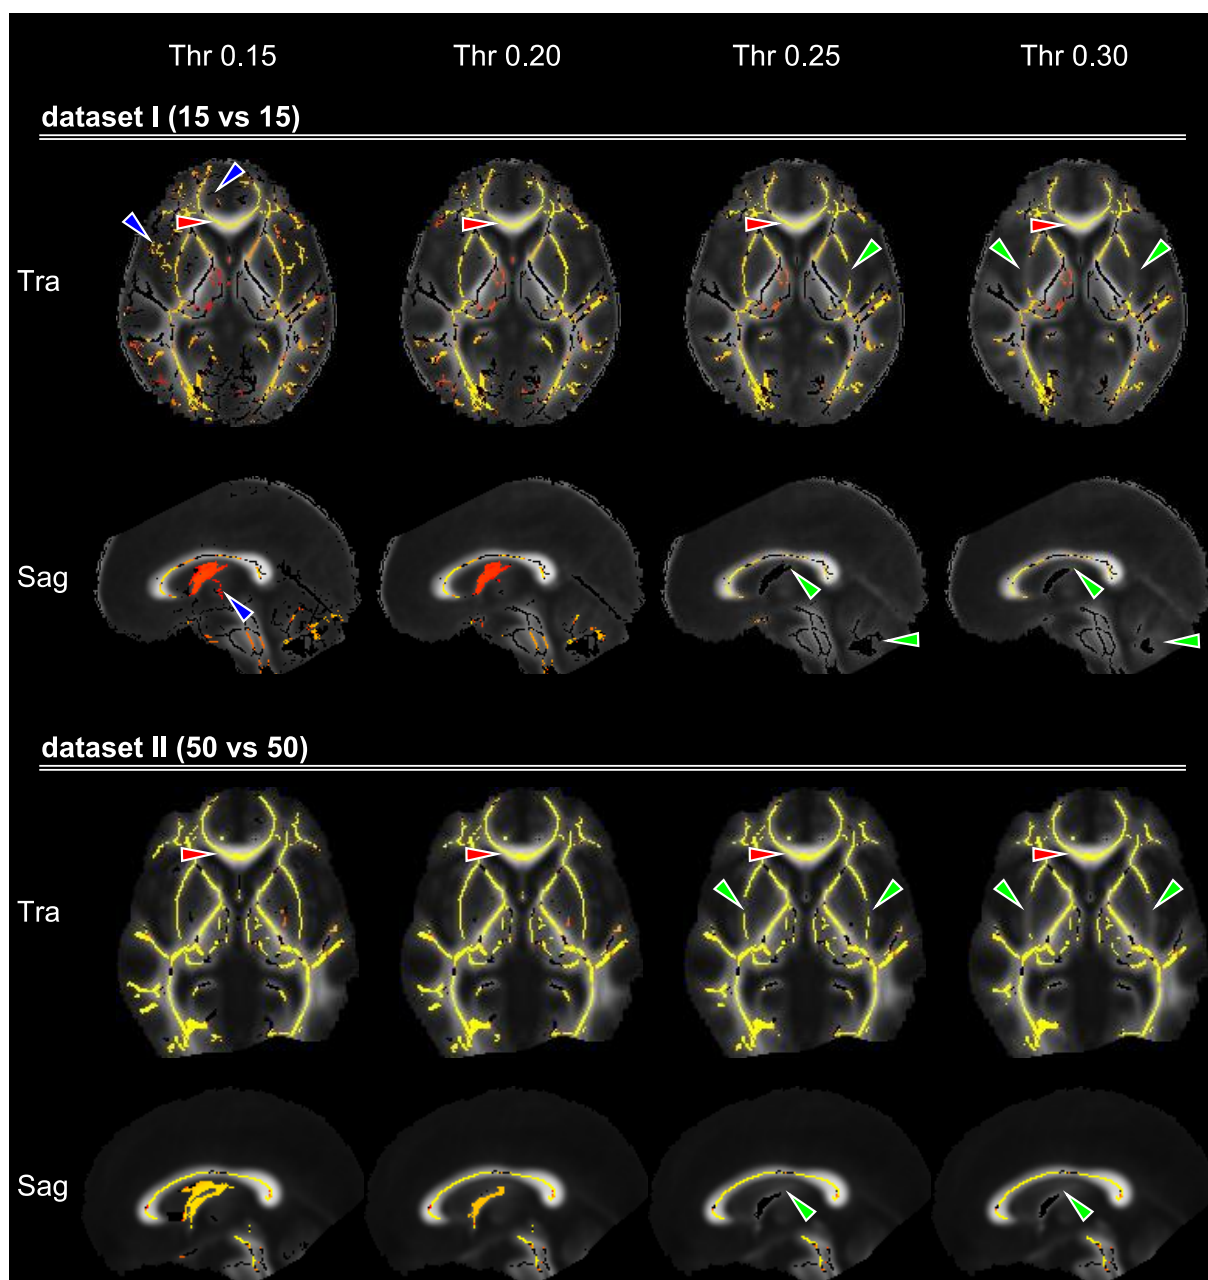 Thr 0.15 Thr 0.20 Thr 0.25 Thr 0.30
dataset I (15 vs 15)
Tra
Sag
dataset II (50 vs 50)
Tra
Sag